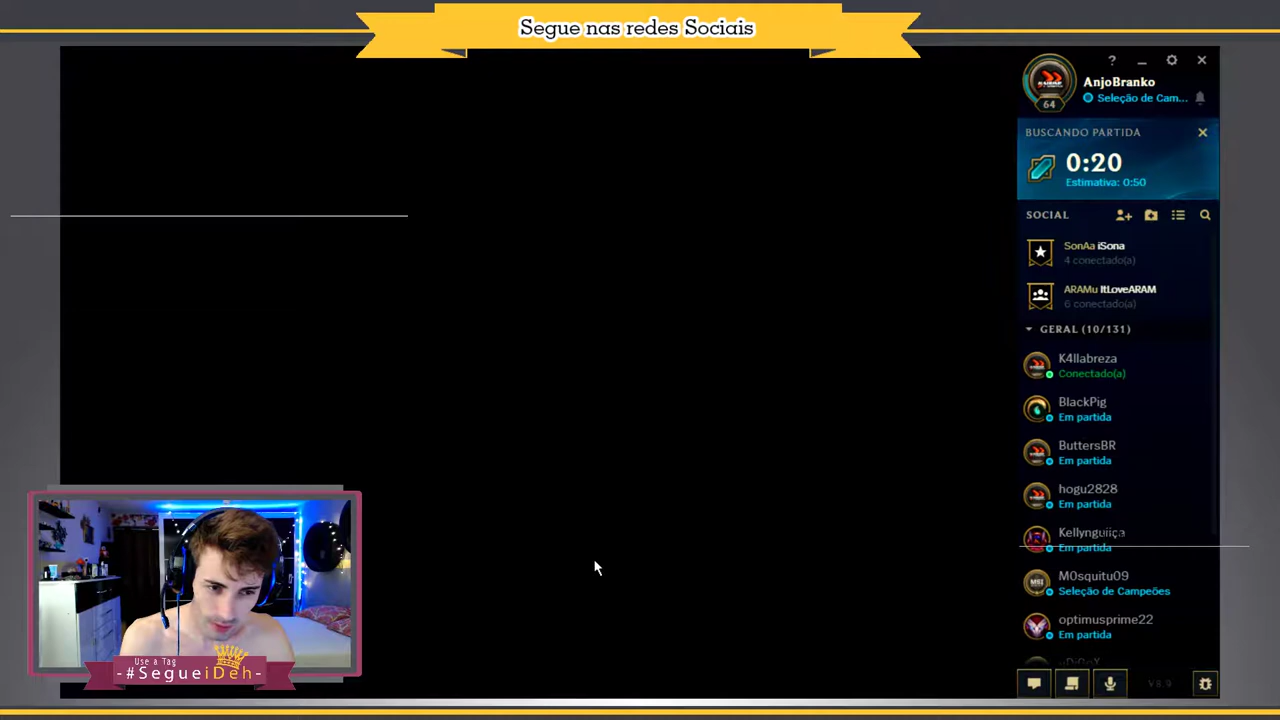 Segue nas redes Sociais
AnjoBranko
Seleção de Cam...
64
BUSCANDO PARTIDA
0:20
Estimativa: 0:50
SOCIAL
SonAa iSona
4 conectado(a)
ARAMu ItLoveARAM
6 conectado(a)
GERAL (10/131)
K4llabreza
Conectado(a)
BlackPig
Em partida
ButtersBR
Em partida
hogu2828
Em partida
Kellynguiiça
Em partida
M0squitu09
Seleção de Campeões
optimusprime22
Em partida
V8.9
Use a Tag
-#SegueiDeh-